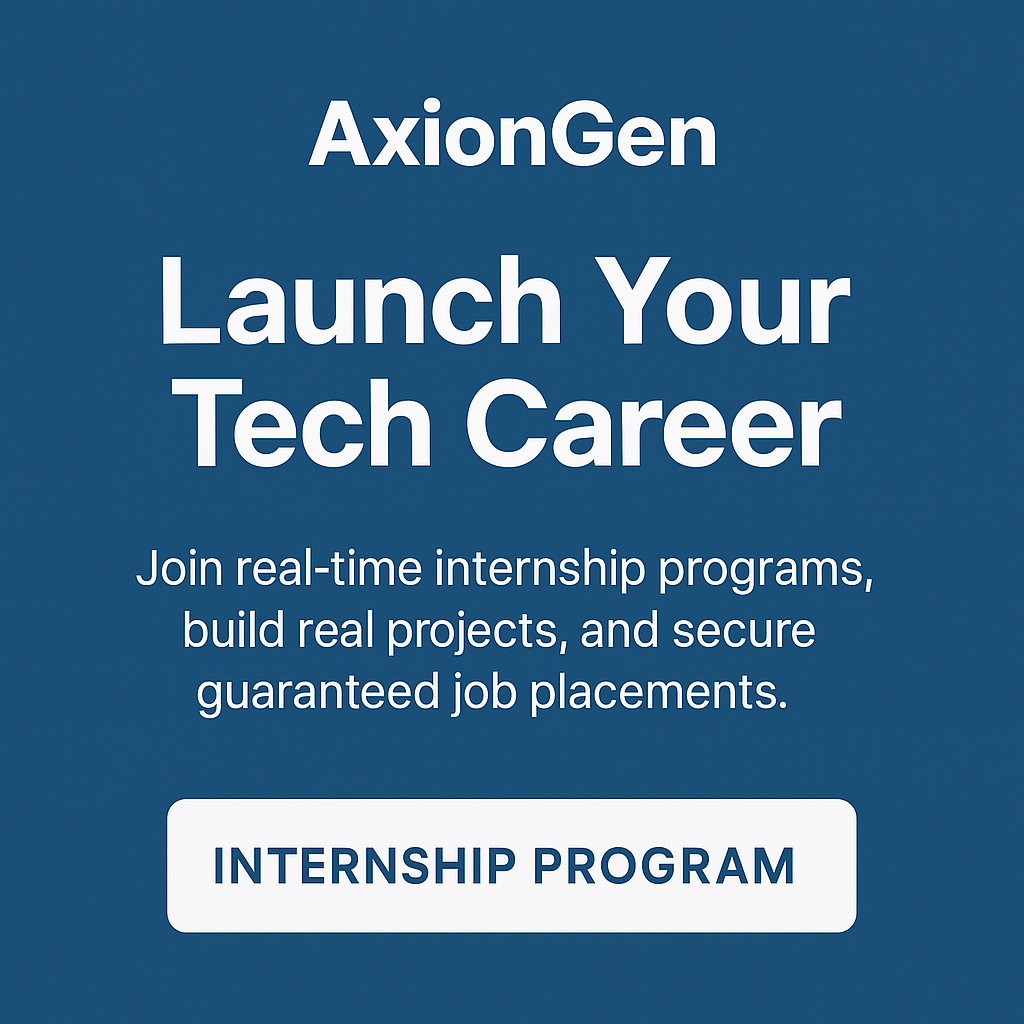 AxionGen
Launch Your
Tech Career
Join real-time internship programs,
build real projects, and secure
guaranteed job placements.
INTERNSHIP PROGRAM